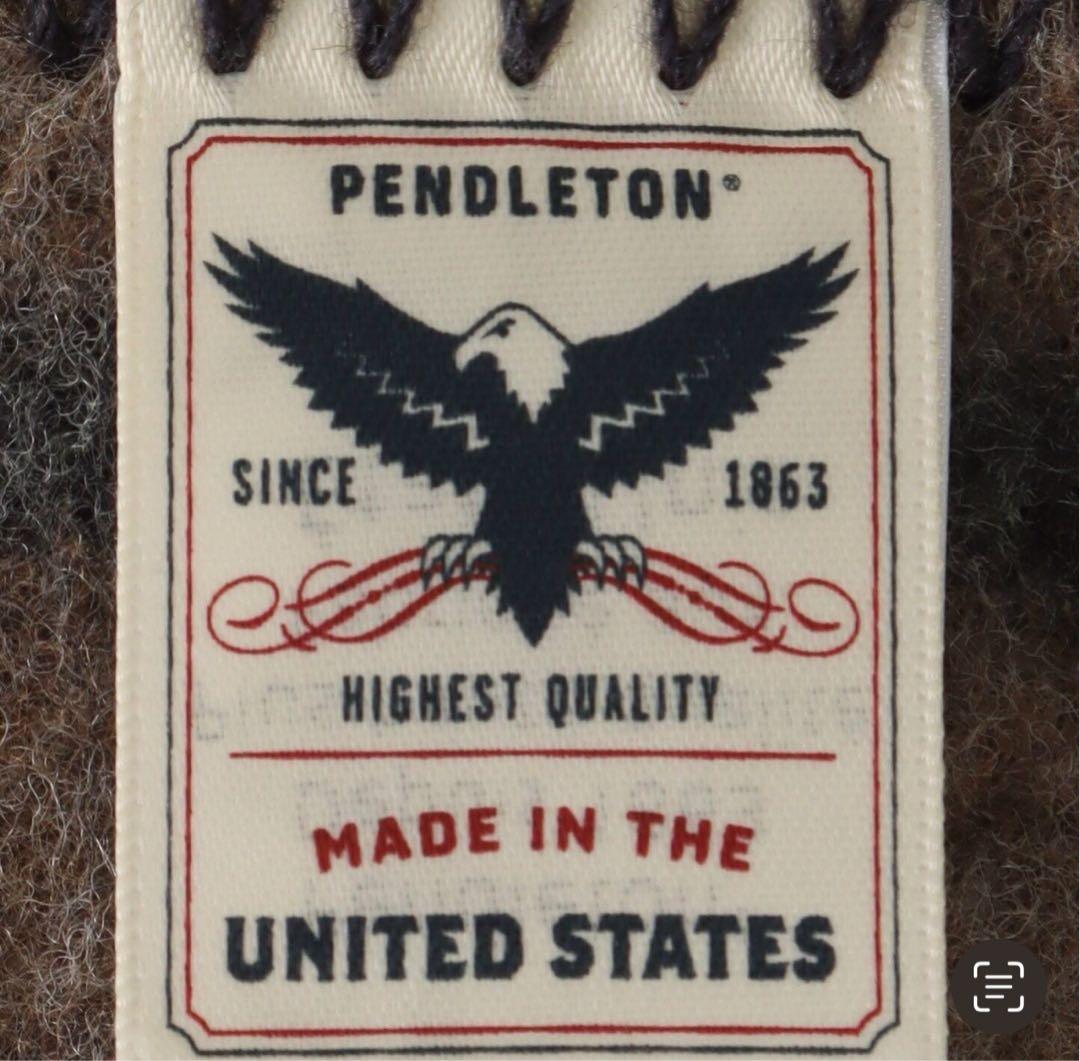 PENDLETON®
SINCE 1863
HIGHEST QUALITY
MADE IN THE
UNITED STATES